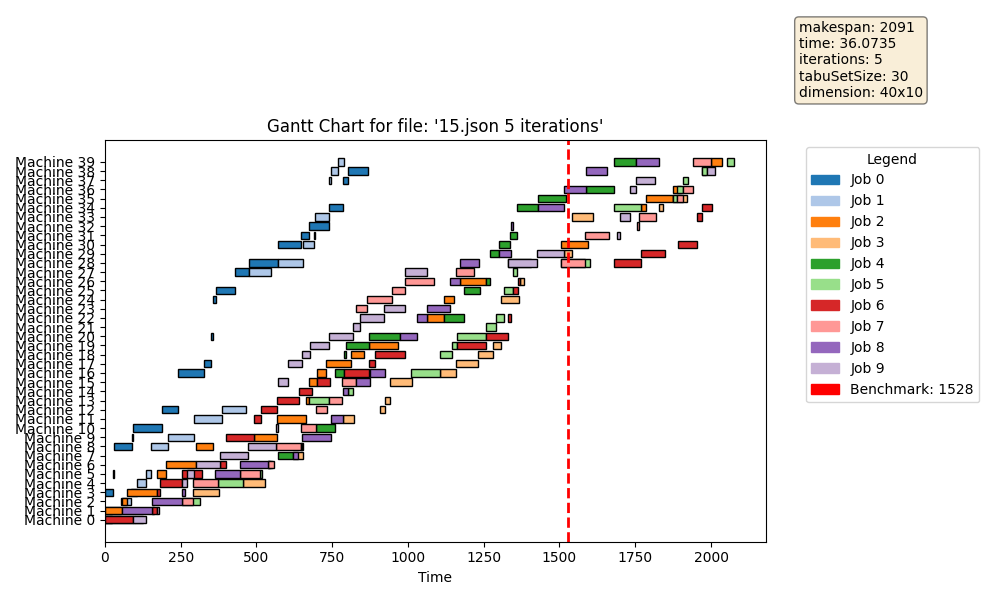 makespan: 2091
time: 36.0735
iterations: 5
tabuSetSize: 30
dimension: 40x10
Gantt Chart for file: '15.json 5 iterations'
Machine 39
Machine 38
Machine 37
Machine 36
Machine 35
Machine 34
Machine 33
Machine 32
Machine 31
Machine 30
Machine 29
Machine 28
Machine 27
Machine 26
Machine 25
Machine 24
Machine 23
Machine 22
Machine 21
Machine 20
Machine 19
Machine 18
Machine 17
Machine 16
Machine 15
Machine 14
Machine 13
Machine 12
Machine 11
Machine 10
Machine 9
Machine 8
Machine 7
Machine 6
Machine 5
Machine 4
Machine 3
Machine 2
Machine 1
Machine 0
0 250 500 750 1000 1250 1500 1750 2000
Time
Legend
Job 0
Job 1
Job 2
Job 3
Job 4
Job 5
Job 6
Job 7
Job 8
Job 9
Benchmark: 1528